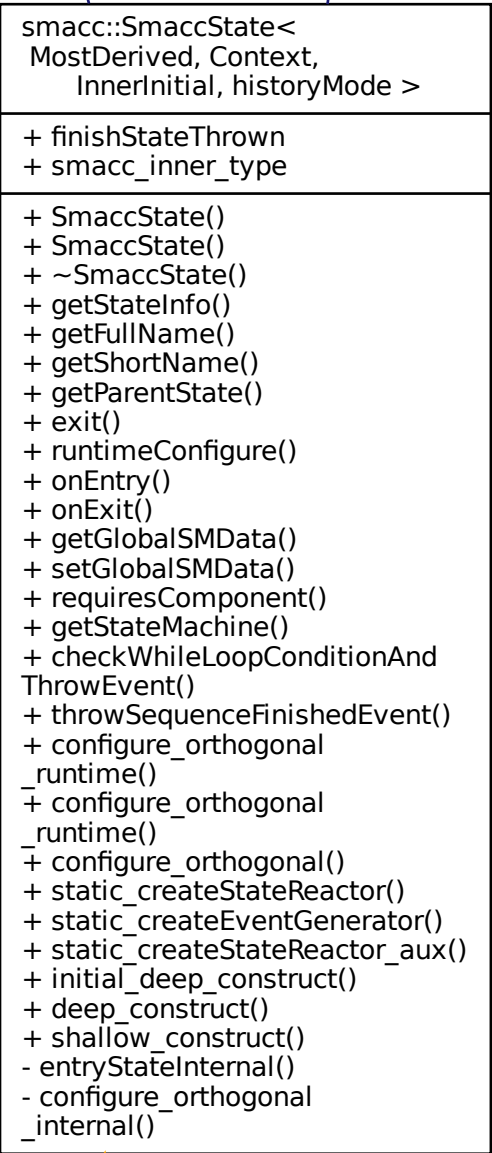 smacc::SmaccState<
MostDerived, Context,
InnerInitial, historyMode >
+ finishStateThrown
+ smacc_inner_type
+ SmaccState()
+ SmaccState()
+ ~SmaccState()
+ getStateInfo()
+ getFullName()
+ getShortName()
+ getParentState()
+ exit()
+ runtimeConfigure()
+ onEntry()
+ onExit()
+ getGlobalSMData()
+ setGlobalSMData()
+ requiresComponent()
+ getStateMachine()
+ checkWhileLoopConditionAnd
ThrowEvent()
+ throwSequenceFinishedEvent()
+ configure_orthogonal
_runtime()
+ configure_orthogonal
_runtime()
+ configure_orthogonal()
+ static_createStateReactor()
+ static_createEventGenerator()
+ static_createStateReactor_aux()
+ initial_deep_construct()
+ deep_construct()
+ shallow_construct()
- entryStateInternal()
- configure_orthogonal
_internal()